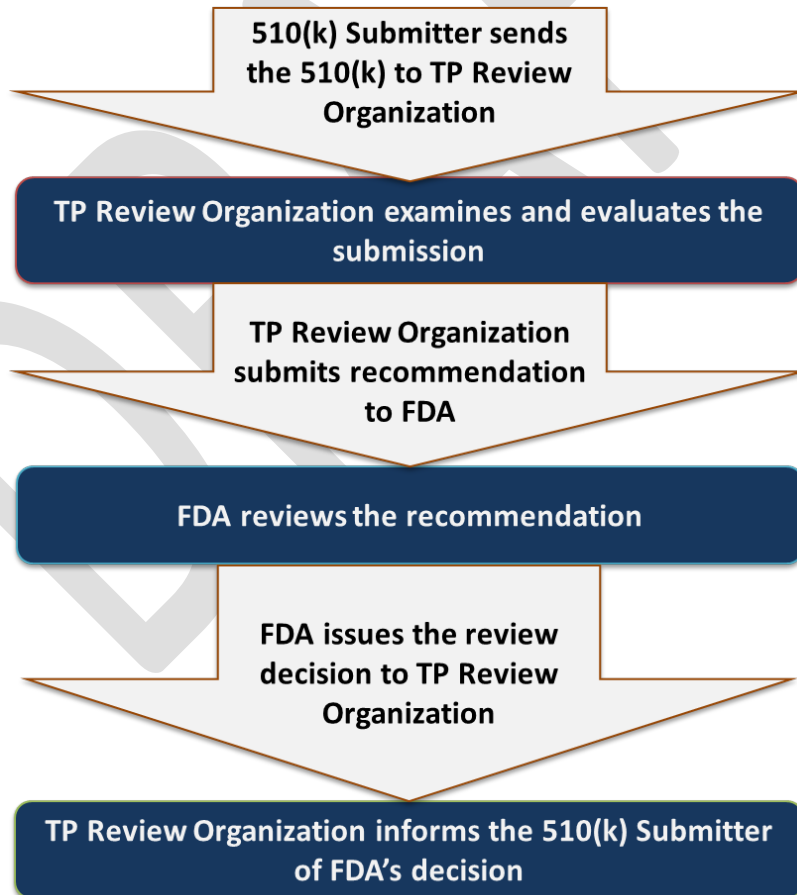 510(k) Submitter sends
the 510(k) to TP Review
Organization
TP Review Organization examines and evaluates the
submission
TP Review Organization
submits recommendation
to FDA
FDA reviews the recommendation
FDA issues the review
decision to TP Review
Organization
TP Review Organization informs the 510(k) Submitter
of FDA's decision